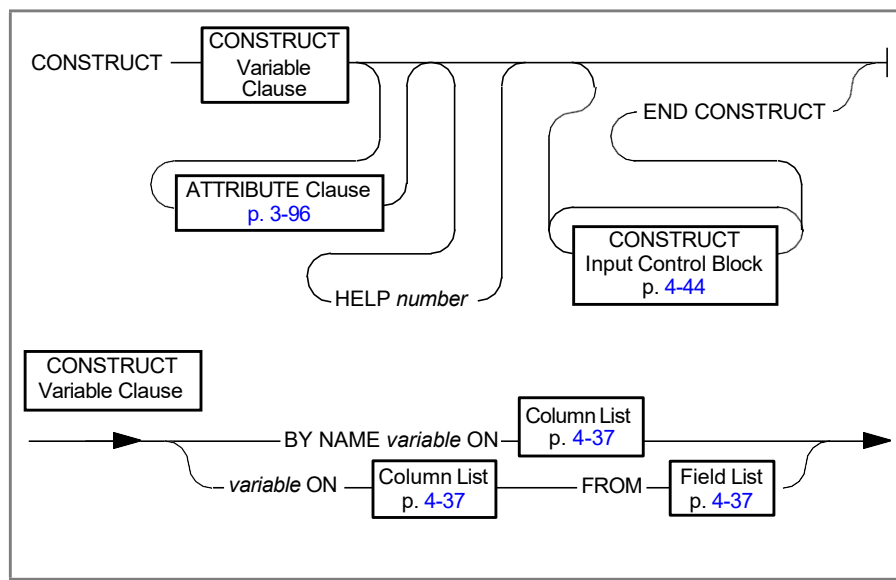 CONSTRUCT
CONSTRUCT
Variable
Clause
END CONSTRUCT
ATTRIBUTE Clause
p. 3-96
CONSTRUCT
Input Control Block
p. 4-44
HELP number
CONSTRUCT
Variable Clause
BY NAME variable ON
Column List
p. 4-37
variable ON
Column List
p. 4-37
FROM
Field List
p. 4-37